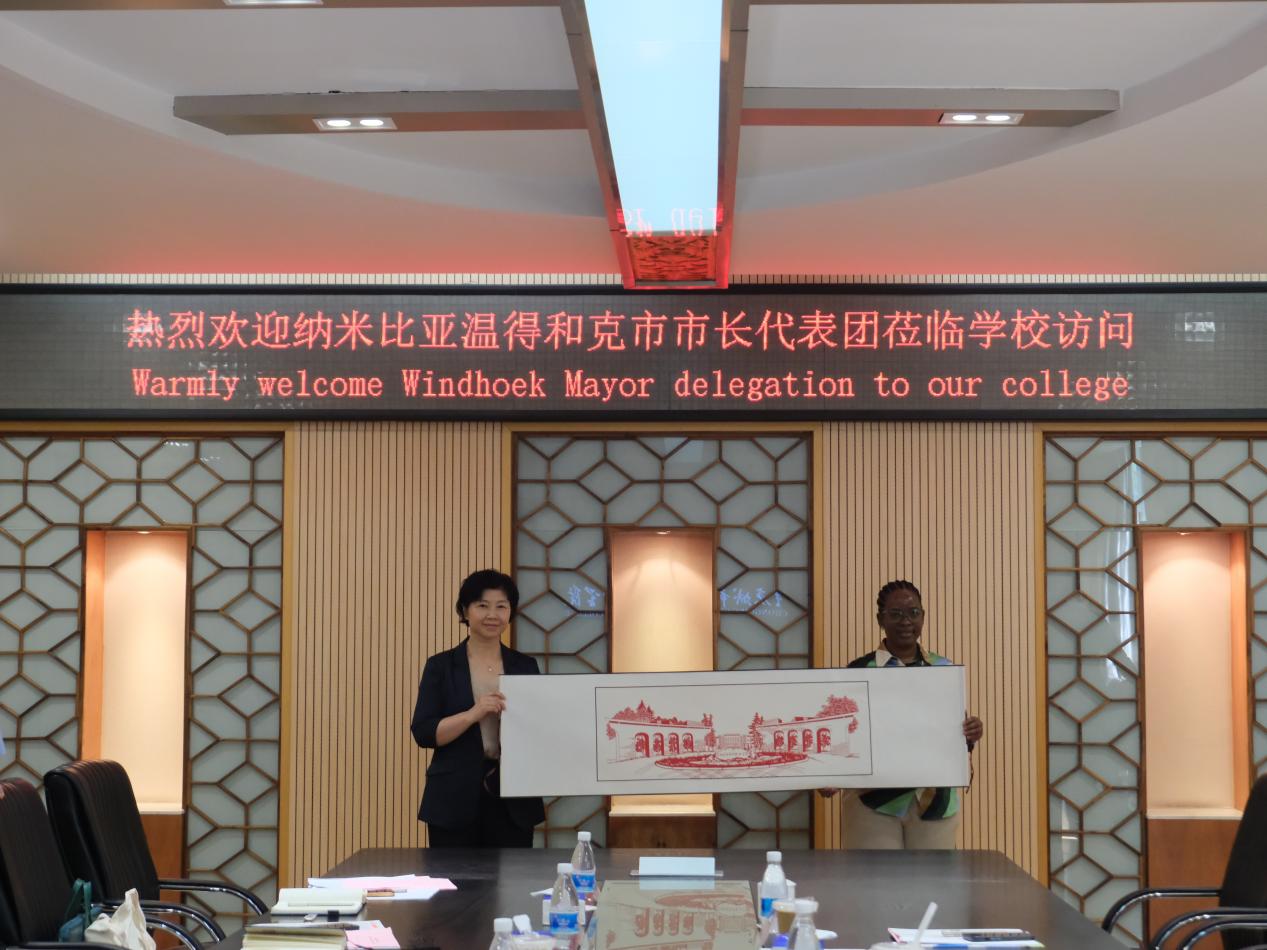 热烈欢迎纳米比亚温得和克市市长代表团莅临学校访问
Warmly welcome Windhoek Mayor delegation to our college